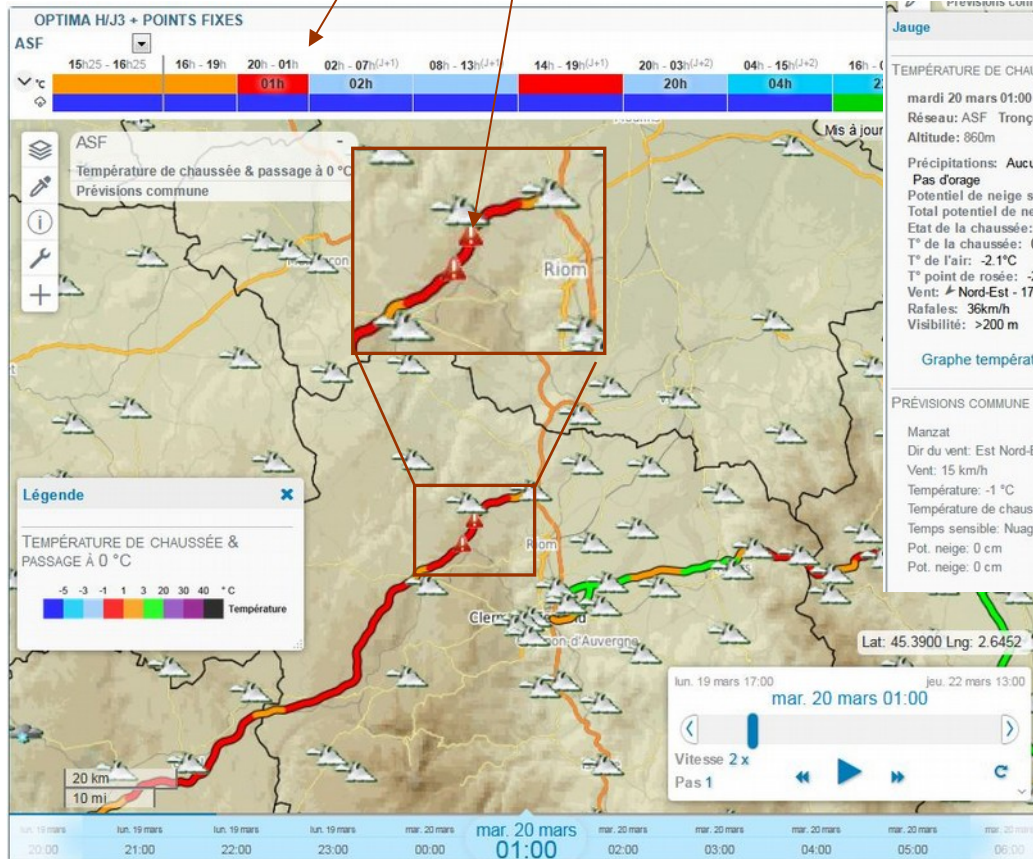 OPTIMA H/J3 + POINTS FIXES
ASF
15h25 - 16h25 16h - 19h 20h - 01h 02h - 07h(J+1) 08h - 13h(J+1) 14h - 19h(J+1) 20h - 03h(J+2) 04h - 15h(J+2) 16h -
°C 01h 02h 20h 04h
ASF -
Température de chaussée & passage à 0 °C
Prévisions commune
Mis à jour
Riom
Légende
TEMPÉRATURE DE CHAUSSÉE &
PASSAGE À 0 °C
-5 -3 -1 1 3 20 30 40 °C
Température
Riom
Lat: 45.3900 Lng: 2.6452
lun. 19 mars 17:00 jeu. 22 mars 13:00
mar. 20 mars 01:00
Vitesse 2 x
Pas 1
20 km
10 mi
lun. 19 mars lun. 19 mars lun. 19 mars lun. 19 mars mar. 20 mars mar. 20 mars mar. 20 mars mar. 20 mars mar. 20 mars mar. 20 mars mar. 20 mars
20:00 21:00 22:00 23:00 00:00 01:00 02:00 03:00 04:00 05:00 06:00
Jauge
mardi 20 mars 01:00
Réseau: ASF
Altitude: 860m
Précipitations:
Pas d'orage
Potentiel de neige
Total potentiel de
Etat de la chaussée:
T° de la chaussée:
T° de l'air: -2.1°C
T° point de rosée:
Vent: Nord-Est - 17
Rafales: 36km/h
Visibilité: >200 m
Graphe
PRÉVISIONS COMMUNE
Manzat
Dir du vent: Est
Vent: 15 km/h
Température: -1 °C
Température de
Temps sensible:
Pot. neige: 0 cm
Pot. neige: 0 cm